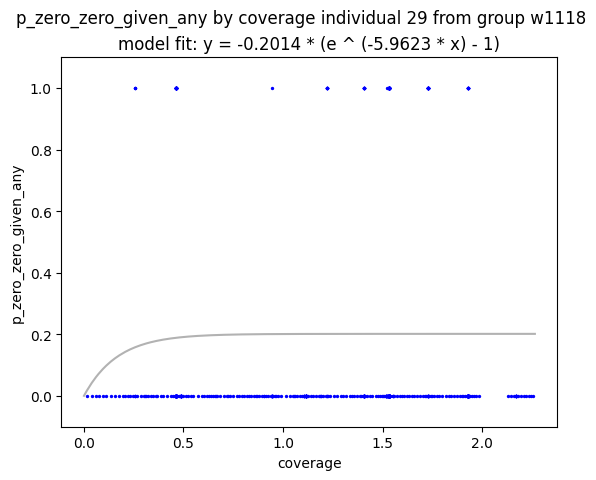 p_zero_zero_given_any by coverage individual 29 from group w1118
model fit: y = -0.2014 * (e ^ (-5.9623 * x) - 1)
1.0
0.8
0.6
0.4
0.2
0.0
p_zero_zero_given_any
0.0 0.5 1.0 1.5 2.0
coverage